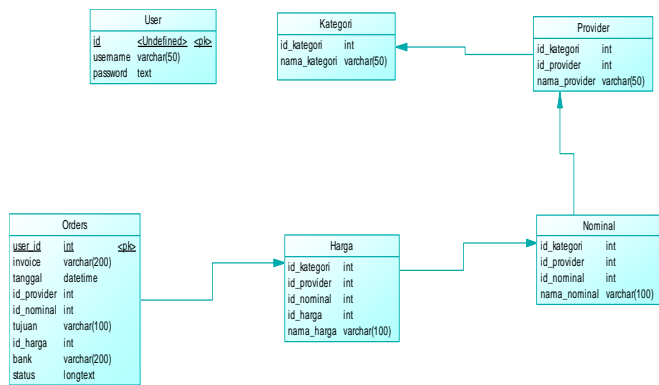 User
id <Undefined> <pk>
username varchar(50)
password text
Kategori
id_kategori int
nama_kategori varchar(50)
Provider
id_kategori int
id_provider int
nama_provider varchar(50)
Orders
user_id int <pk>
invoice varchar(200)
tanggal datetime
id_provider int
id_nominal int
tujuan varchar(100)
id_harga int
bank varchar(200)
status longtext
Harga
id_kategori int
id_provider int
id_nominal int
id_harga int
nama_harga varchar(100)
Nominal
id_kategori int
id_provider int
id_nominal int
nama_nominal varchar(100)